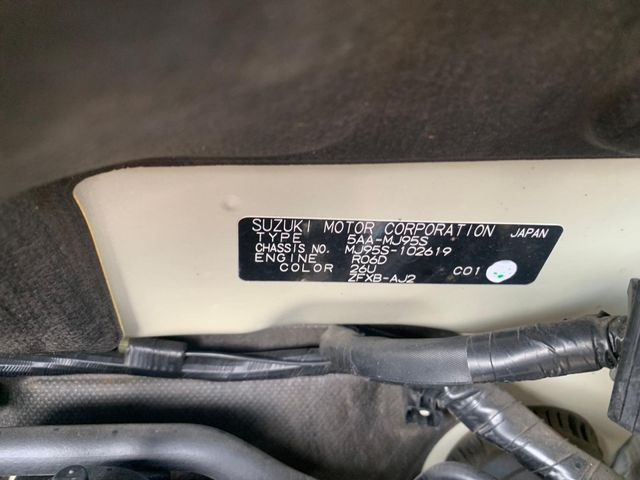 SUZUKI MOTOR CORPORATION JAPAN
TYPE 5AA-MJ95S
CHASSIS NO. MJ95S-102619
ENGINE R06D
COLOR 26U C01
ZFXB-AJ2